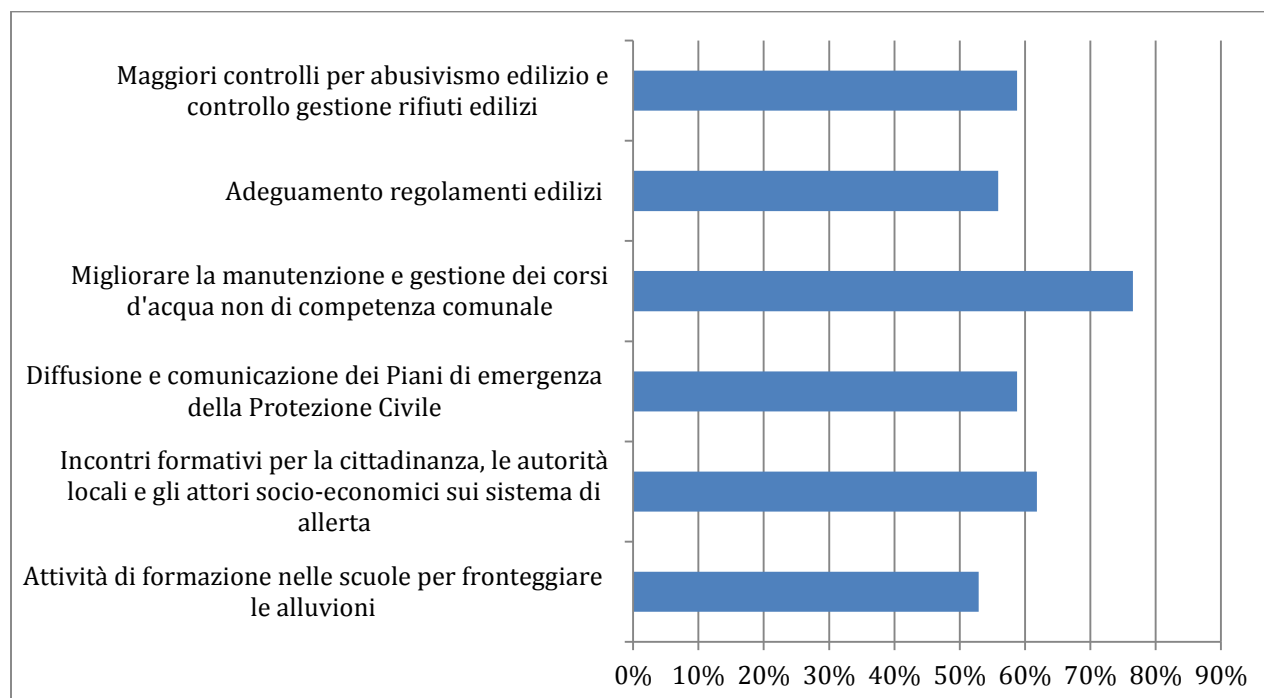 Maggiori controlli per abusivismo edilizio e
controllo gestione rifiuti edilizi
Adeguamento regolamenti edilizi
Migliorare la manutenzione e gestione dei corsi
d'acqua non di competenza comunale
Diffusione e comunicazione dei Piani di emergenza
della Protezione Civile
Incontri formativi per la cittadinanza, le autorità
locali e gli attori socio-economici sui sistema di
allerta
Attività di formazione nelle scuole per fronteggiare
le alluvioni
0% 10% 20% 30% 40% 50% 60% 70% 80% 90%